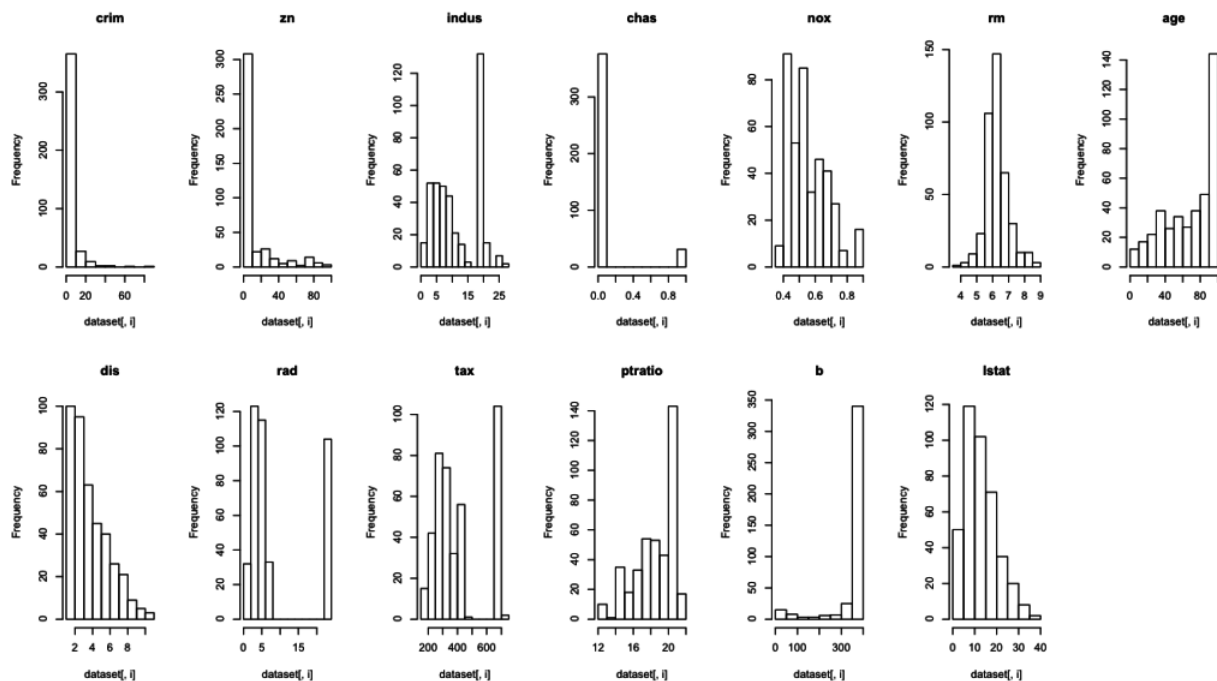 crim
Frequency
0 100 200 300
0 20 60
dataset[, i]
zn
Frequency
0 50 100 150 200 250 300
0 40 80
dataset[, i]
indus
Frequency
0 20 40 60 80 100 120
0 5 15 25
dataset[, i]
chas
Frequency
0 100 200 300
0.0 0.4 0.8
dataset[, i]
nox
Frequency
0 20 40 60 80
0.4 0.6 0.8
dataset[, i]
rm
Frequency
0 50 100 150
4 5 6 7 8 9
dataset[, i]
age
Frequency
0 20 40 60 80 100 120 140
0 40 80
dataset[, i]
dis
Frequency
0 20 40 60 80 100
2 4 6 8
dataset[, i]
rad
Frequency
0 20 40 60 80 100 120
0 5 15
dataset[, i]
tax
Frequency
0 20 40 60 80 100
200 400 600
dataset[, i]
ptratio
Frequency
0 20 40 60 80 100 120 140
12 16 20
dataset[, i]
b
Frequency
0 50 100 150 200 250 300 350
0 100 300
dataset[, i]
lstat
Frequency
0 20 40 60 80 100 120
0 10 20 30 40
dataset[, i]